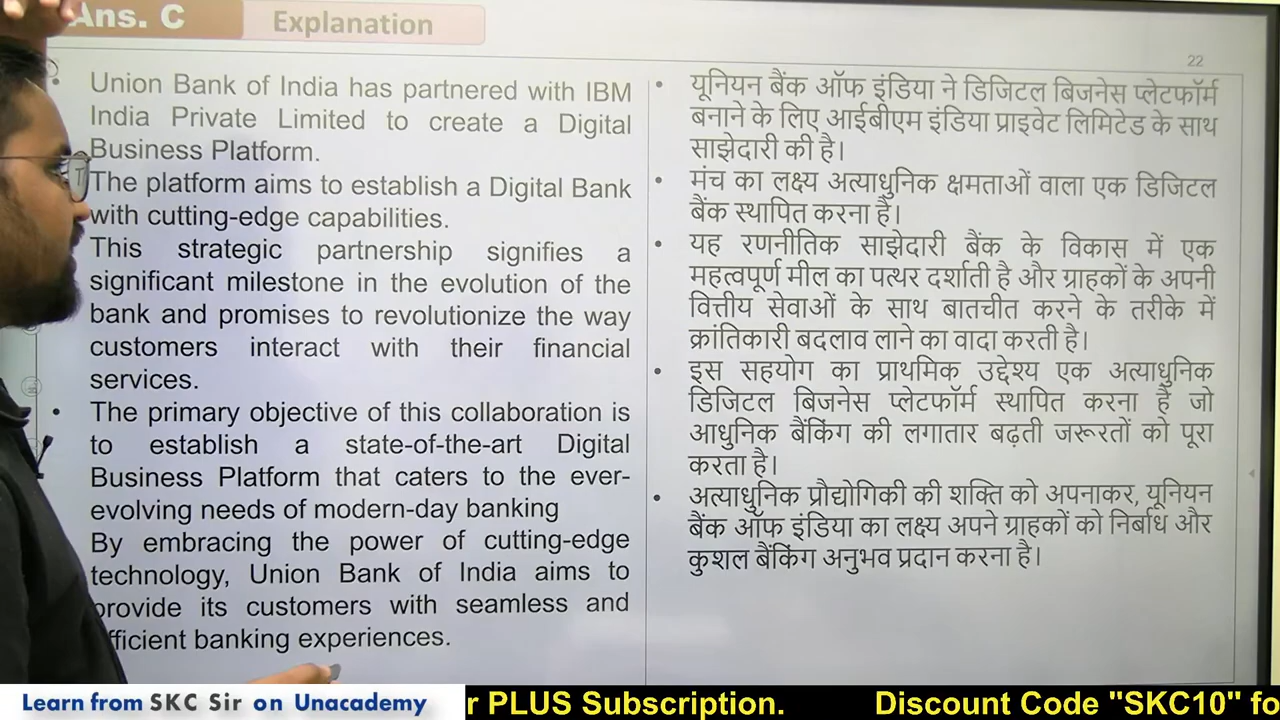 Ans. C
Explanation
22
• Union Bank of India has partnered with IBM
India Private Limited to create a Digital
Business Platform.
The platform aims to establish a Digital Bank
with cutting-edge capabilities.
This strategic partnership signifies a
significant milestone in the evolution of the
bank and promises to revolutionize the way
customers interact with their financial
services.
• The primary objective of this collaboration is
to establish a state-of-the-art Digital
Business Platform that caters to the ever-
evolving needs of modern-day banking
By embracing the power of cutting-edge
technology, Union Bank of India aims to
provide its customers with seamless and
efficient banking experiences.
• यूनियन बैंक ऑफ इंडिया ने डिजिटल बिजनेस प्लेटफॉर्म
बनाने के लिए आईबीएम इंडिया प्राइवेट लिमिटेड के साथ
साझेदारी की है।
• मंच का लक्ष्य अत्याधुनिक क्षमताओं वाला एक डिजिटल
बैंक स्थापित करना है।
• यह रणनीतिक साझेदारी बैंक के विकास में एक
महत्वपूर्ण मील का पत्थर दर्शाती है और ग्राहकों के अपनी
वित्तीय सेवाओं के साथ बातचीत करने के तरीके में
क्रांतिकारी बदलाव लाने का वादा करती है।
• इस सहयोग का प्राथमिक उद्देश्य एक अत्याधुनिक
डिजिटल बिजनेस प्लेटफॉर्म स्थापित करना है जो
आधुनिक बैंकिंग की लगातार बढ़ती जरूरतों को पूरा
करता है।
• अत्याधुनिक प्रौद्योगिकी की शक्ति को अपनाकर, यूनियन
बैंक ऑफ इंडिया का लक्ष्य अपने ग्राहकों को निर्बाध और
कुशल बैंकिंग अनुभव प्रदान करना है।
Learn from SKC Sir on Unacademy
r PLUS Subscription. Discount Code "SKC10" fo